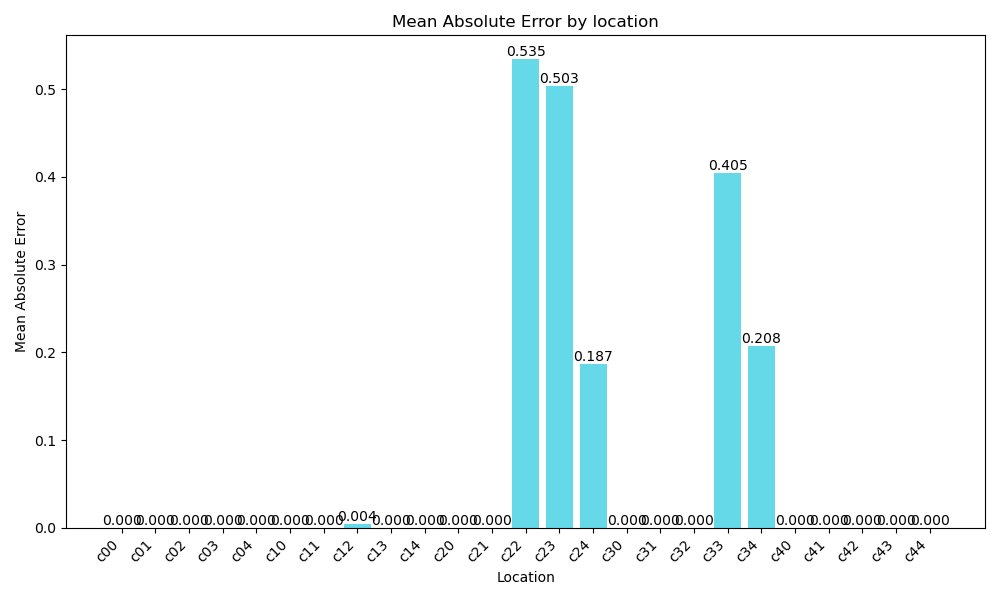 Mean Absolute Error by location
Mean Absolute Error
0.5
0.4
0.3
0.2
0.1
0.0
0.000 0.000 0.000 0.000 0.000 0.000 0.000 0.004 0.000 0.000 0.000 0.000 0.535 0.503 0.187 0.000 0.000 0.000 0.405 0.208 0.000 0.000 0.000 0.000 0.000
c00 c01 c02 c03 c04 c10 c11 c12 c13 c14 c20 c21 c22 c23 c24 c30 c31 c32 c33 c34 c40 c41 c42 c43 c44
Location